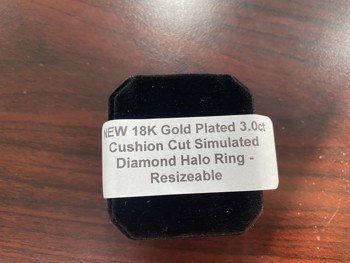 NEW 18K Gold Plated 3.0ct
Cushion Cut Simulated
Diamond Halo Ring -
Resizeable